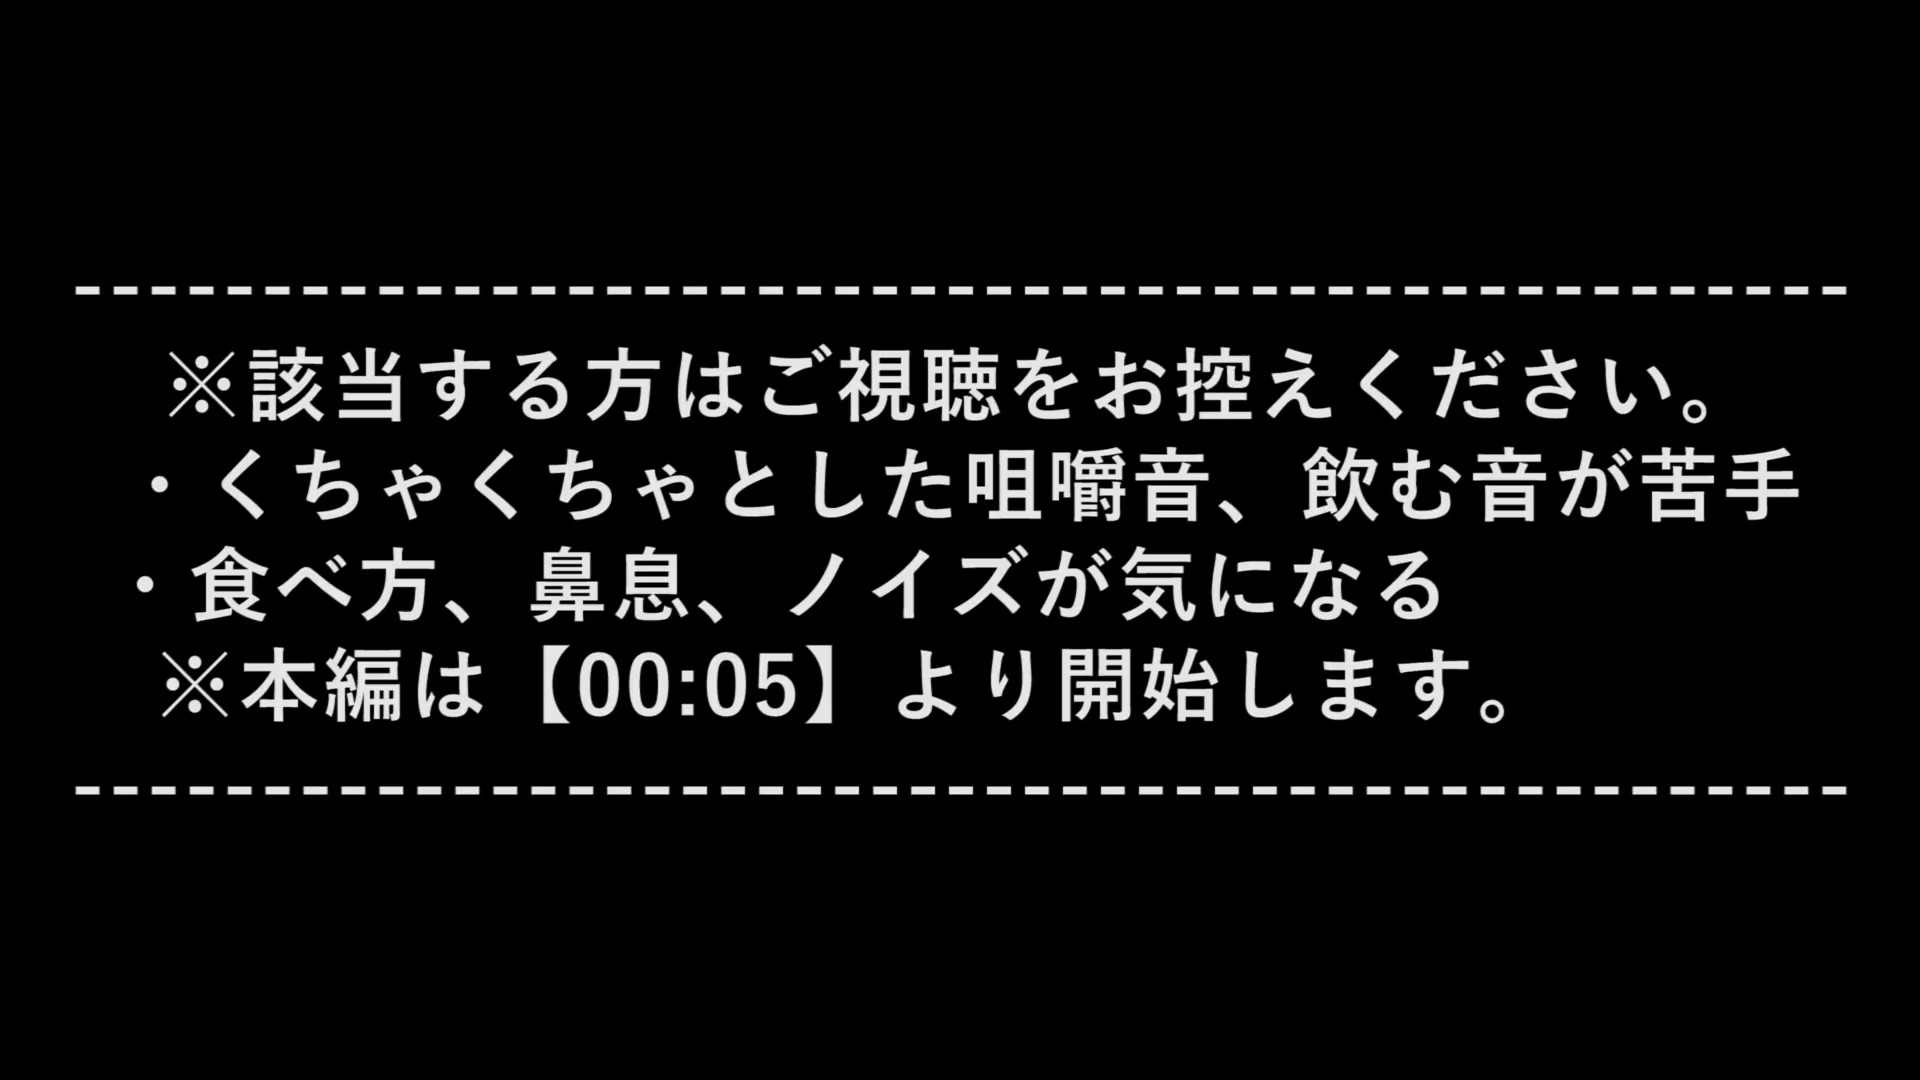 -----------------------------------------------
※該当する方はご視聴をお控えください。
・くちゃくちゃとした咀嚼音、飲む音が苦手
・食べ方、鼻息、ノイズが気になる
※本編は【00:05】より開始します。
-----------------------------------------------